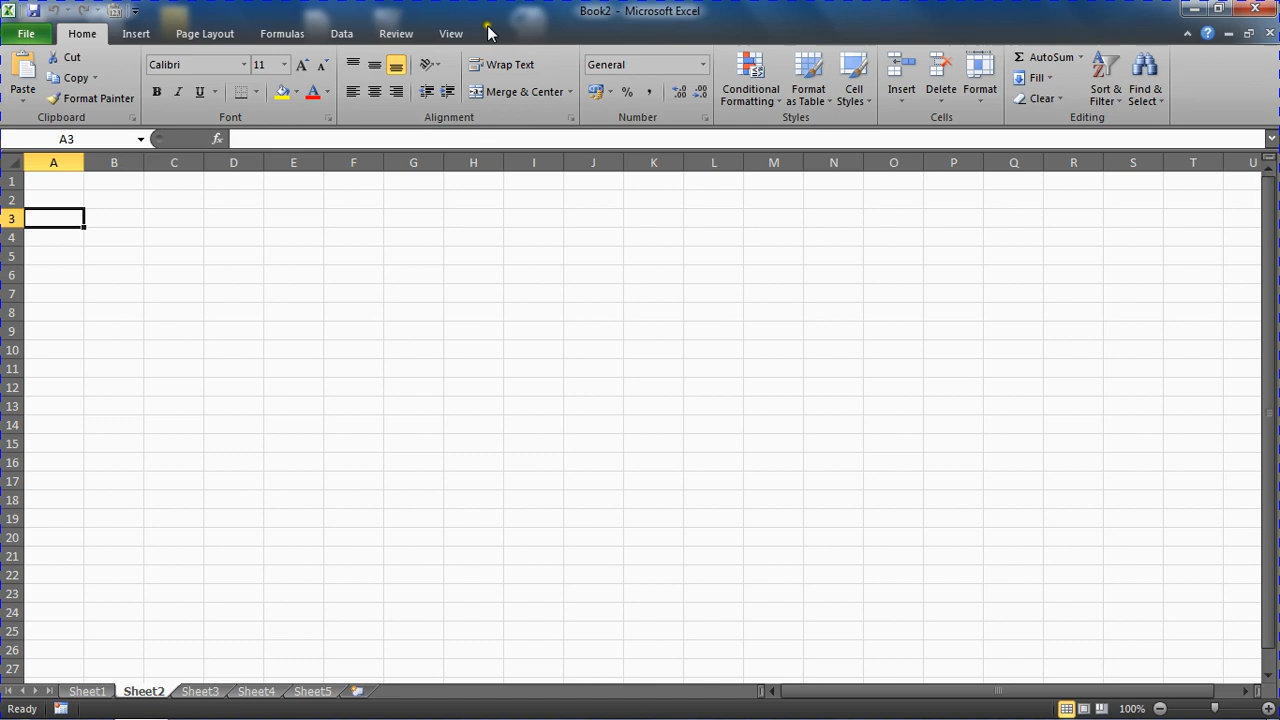 Book2 - Microsoft Excel
File Home Insert Page Layout Formulas Data Review View
Cut
Copy
Format Painter
Paste
Clipboard
Calibri 11
B I U A
Font
Wrap Text
Merge & Center
Alignment
General
% ,
Number
Conditional Formatting
Format as Table
Cell Styles
Styles
Insert Delete Format
Cells
AutoSum
Fill
Clear
Sort & Filter
Find & Select
Editing
A3 fx
A B C D E F G H I J K L M N O P Q R S T U
1
2
3
4
5
6
7
8
9
10
11
12
13
14
15
16
17
18
19
20
21
22
23
24
25
26
27
Sheet1 Sheet2 Sheet3 Sheet4 Sheet5
Ready 100%